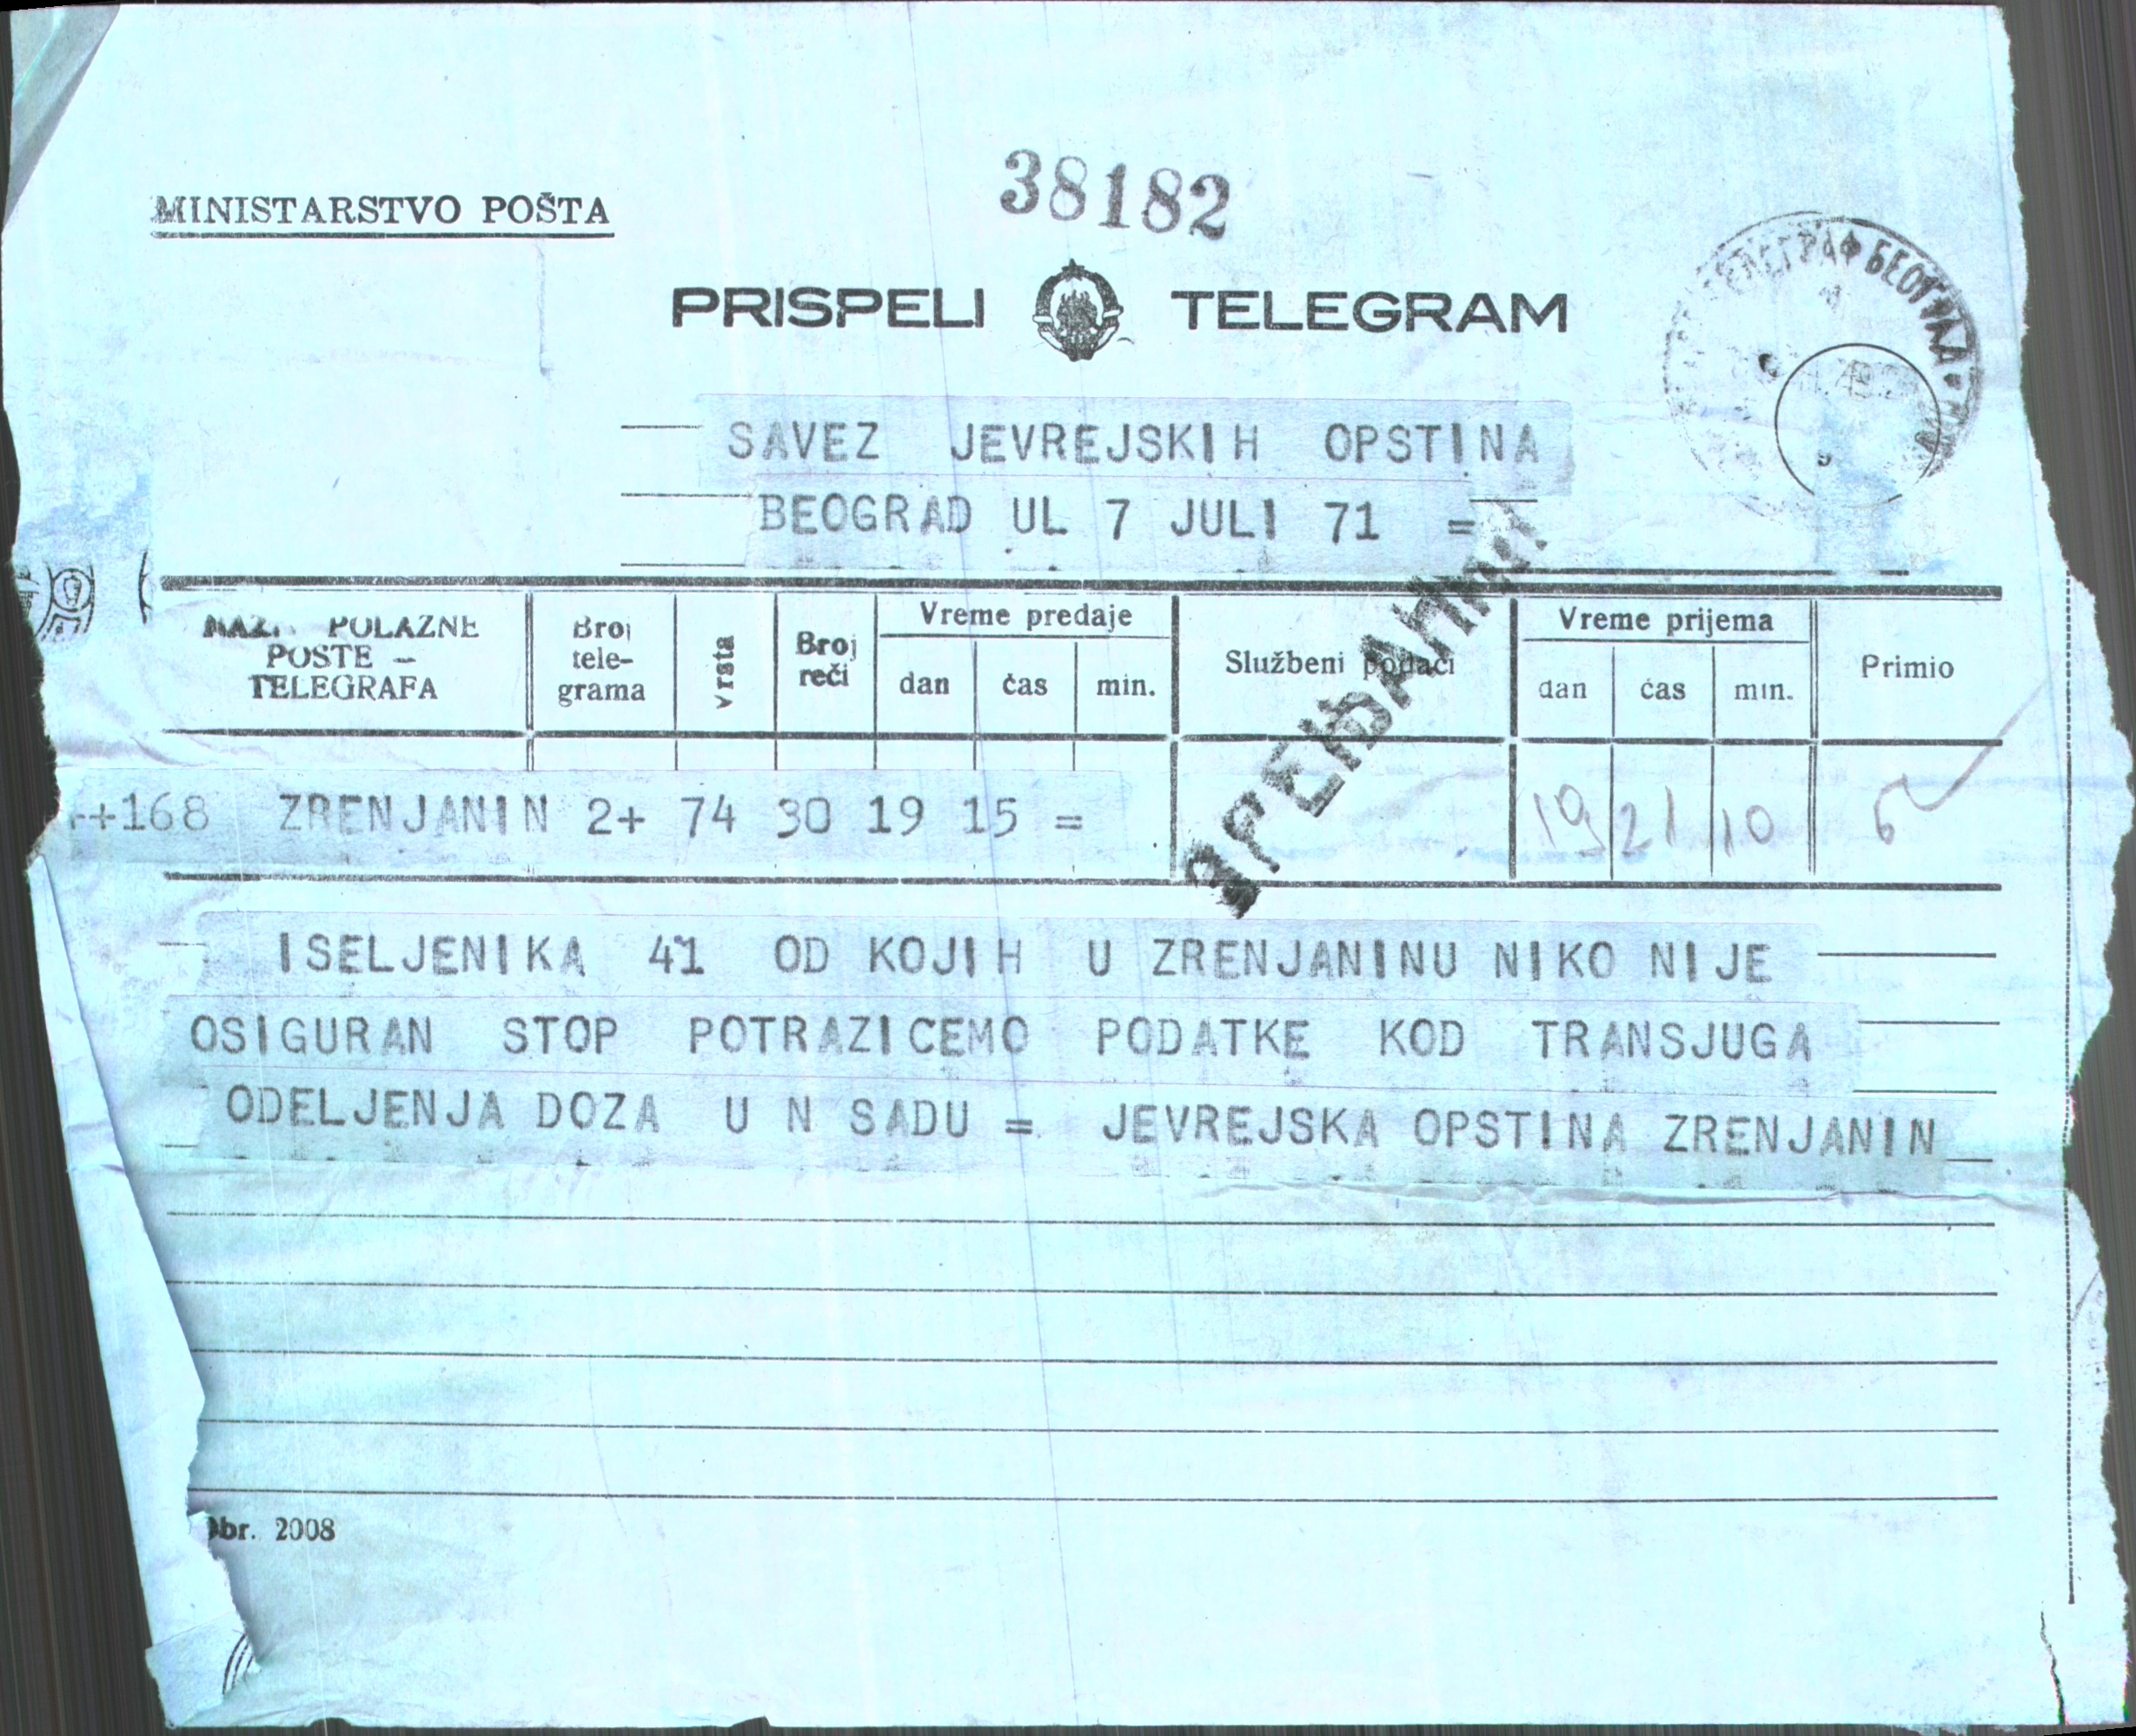 38182
MINISTARSTVO POŠTA
PRISPELI TELEGRAM
ТЕЛЕГРАФ БЕОГРАД
SAVEZ JEVREJSKIH OPSTINA
BEOGRAD UL 7 JULI 71 =
POLAZNE POSTE – TELEGRAFA
Broj tele-grama
vrsta
Broj reči
Vreme predaje
dan čas min.
Službeni podaci
Vreme prijema
dan čas min.
Primio
+168 ZRENJANIN 2+ 74 30 19 15 =
19 21 10
ISELJENIKA 41 OD KOJIH U ZRENJANINU NIKO NIJE
OSIGURAN STOP POTRAZICEMO PODATKE KOD TRANSJUGA
ODELJENJA DOZA U N SADU = JEVREJSKA OPSTINA ZRENJANIN
Obr. 2008